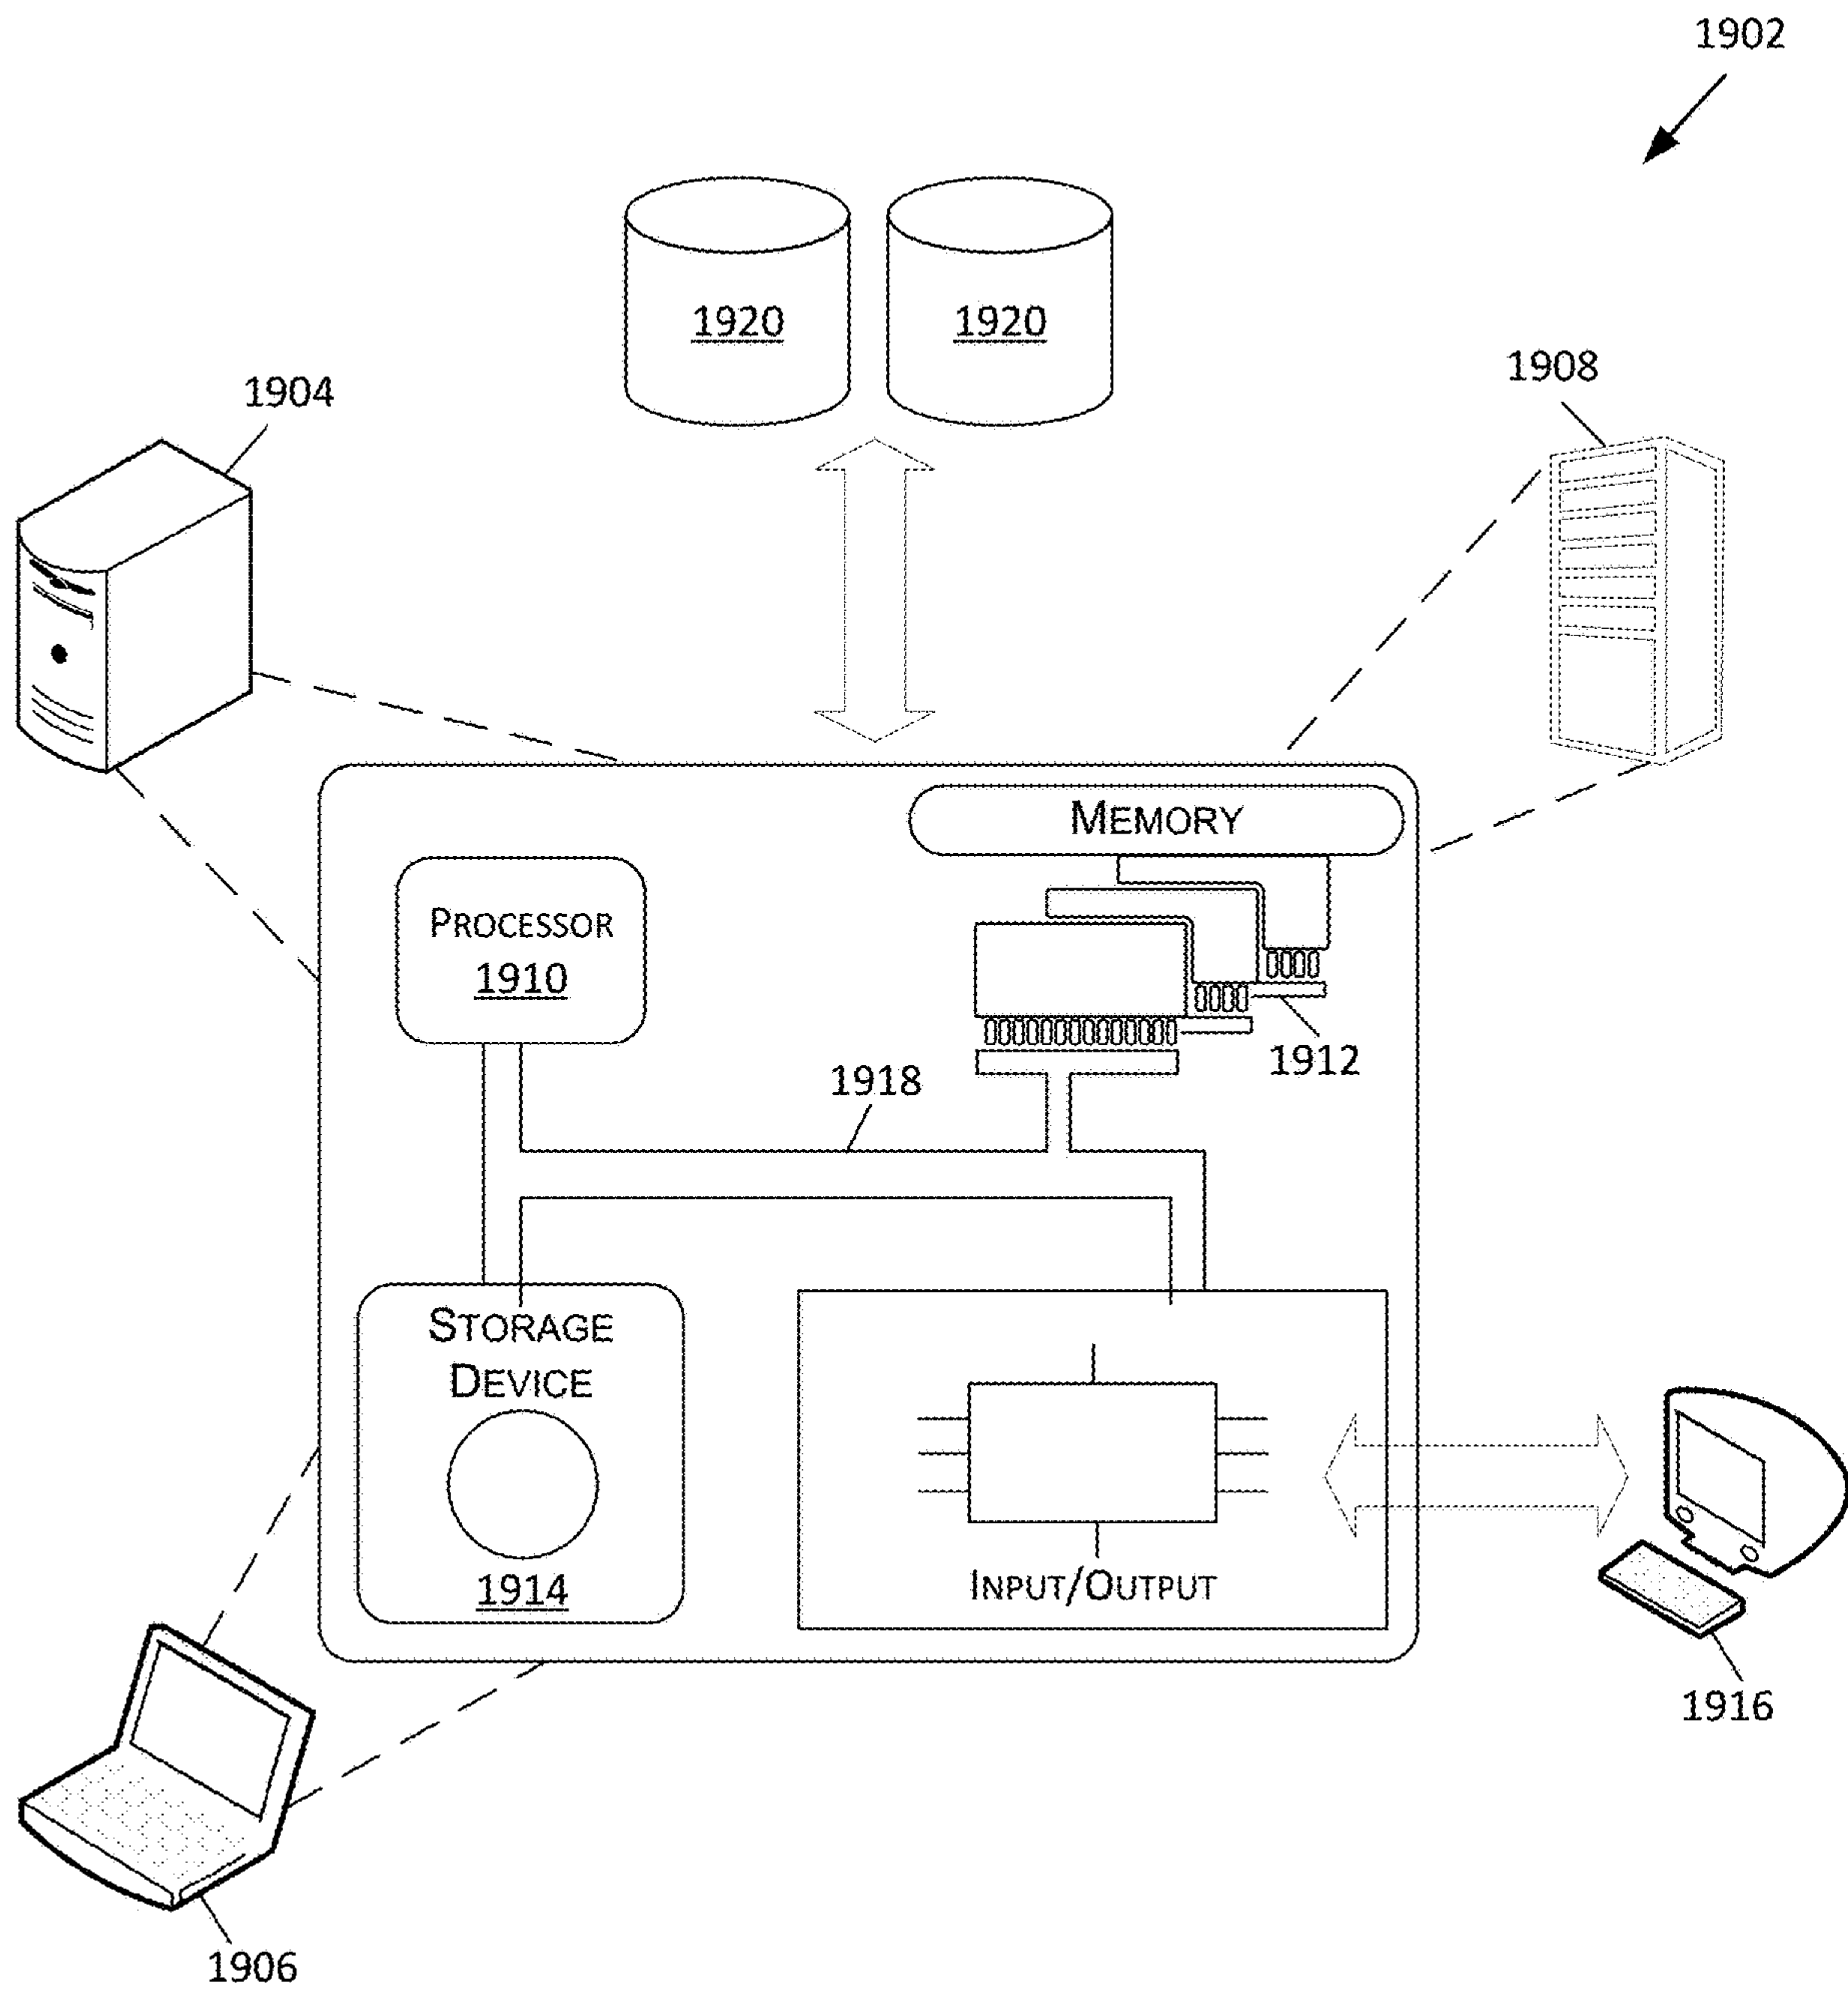 1902
1920
1920
1908
1904
MEMORY
PROCESSOR
1910
1912
1918
STORAGE
DEVICE
1914
INPUT/OUTPUT
1916
1906